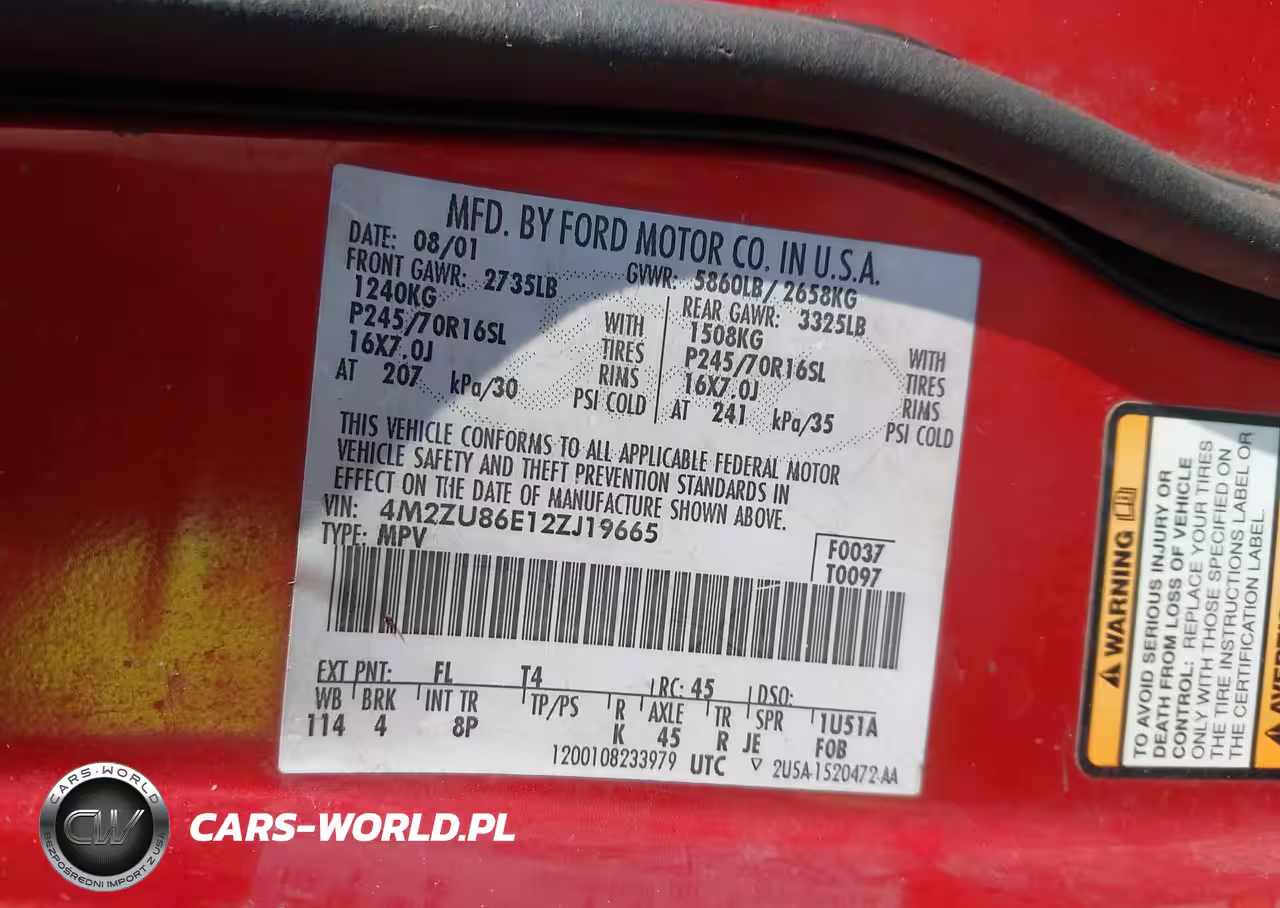 MFD. BY FORD MOTOR CO. IN U.S.A.
DATE: 08/01 GVWR: 5860LB/ 2658KG
FRONT GAWR: 2735LB REAR GAWR: 3325LB
1240KG WITH 1508KG WITH
P245/70R16SL TIRES P245/70R16SL TIRES
16X7.0J RIMS 16X7.0J RIMS
AT 207 kPa/30 PSI COLD AT 241 kPa/35 PSI COLD
THIS VEHICLE CONFORMS TO ALL APPLICABLE FEDERAL MOTOR
VEHICLE SAFETY AND THEFT PREVENTION STANDARDS IN
EFFECT ON THE DATE OF MANUFACTURE SHOWN ABOVE.
VIN: 4M2ZU86E12ZJ19665
TYPE: MPV
F0037
T0097
EXT PNT: FL T4 RC: 45 DSO:
WB BRK INT TR TP/PS R AXLE TR SPR 1U51A
114 4 8P K 45 R JE FOB
1200108233979 UTC ▽ 2U5A-1520472-AA
WARNING
TO AVOID SERIOUS INJURY OR
DEATH FROM LOSS OF VEHICLE
CONTROL: REPLACE YOUR TIRES
ONLY WITH THOSE SPECIFIED ON
THE TIRE INSTRUCTIONS LABEL OR
THE CERTIFICATION LABEL.
CARS-WORLD
CW
BEZPOŚREDNI IMPORT Z USA
CARS-WORLD.PL